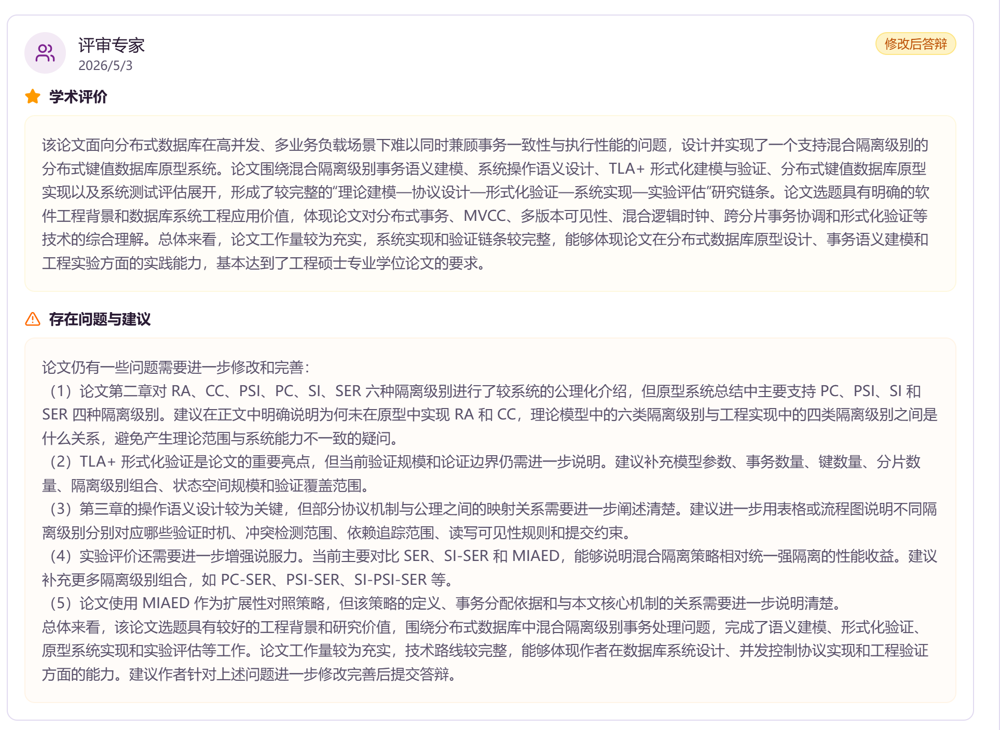 评审专家
修改后答辩
2026/5/3
学术评价
该论文面向分布式数据库在高并发、多业务负载场景下难以同时兼顾事务一致性与执行性能的问题，设计并实现了一个支持混合隔离级别的
分布式键值数据库原型系统。论文围绕混合隔离级别事务语义建模、系统操作语义设计、TLA+ 形式化建模与验证、分布式键值数据库原型
实现以及系统测试评估展开，形成了较完整的“理论建模—协议设计—形式化验证—系统实现—实验评估”研究链条。论文选题具有明确的软
件工程背景和数据库系统工程应用价值，体现论文对分布式事务、MVCC、多版本可见性、混合逻辑时钟、跨分片事务协调和形式化验证等
技术的综合理解。总体来看，论文工作量较为充实，系统实现和验证链条较完整，能够体现论文在分布式数据库原型设计、事务语义建模和
工程实验方面的实践能力，基本达到了工程硕士专业学位论文的要求。
存在问题与建议
论文仍有一些问题需要进一步修改和完善：
（1）论文第二章对 RA、CC、PSI、PC、SI、SER 六种隔离级别进行了较系统的公理化介绍，但原型系统总结中主要支持 PC、PSI、SI 和
SER 四种隔离级别。建议在正文中明确说明为何未在原型中实现 RA 和 CC，理论模型中的六类隔离级别与工程实现中的四类隔离级别之间是
什么关系，避免产生理论范围与系统能力不一致的疑问。
（2）TLA+ 形式化验证是论文的重要亮点，但当前验证规模和论证边界仍需进一步说明。建议补充模型参数、事务数量、键数量、分片数
量、隔离级别组合、状态空间规模和验证覆盖范围。
（3）第三章的操作语义设计较为关键，但部分协议机制与公理之间的映射关系需要进一步阐述清楚。建议进一步用表格或流程图说明不同隔
离级别分别对应哪些验证时机、冲突检测范围、依赖追踪范围、读写可见性规则和提交约束。
（4）实验评价还需要进一步增强说服力。当前主要对比 SER、SI-SER 和 MIAED，能够说明混合隔离策略相对统一强隔离的性能收益。建议
补充更多隔离级别组合，如 PC-SER、PSI-SER、SI-PSI-SER 等。
（5）论文使用 MIAED 作为扩展性对照策略，但该策略的定义、事务分配依据和与本文核心机制的关系需要进一步说明清楚。
总体来看，该论文选题具有较好的工程背景和研究价值，围绕分布式数据库中混合隔离级别事务处理问题，完成了语义建模、形式化验证、
原型系统实现和实验评估等工作。论文工作量较为充实，技术路线较完整，能够体现作者在数据库系统设计、并发控制协议实现和工程验证
方面的能力。建议作者针对上述问题进一步修改完善后提交答辩。